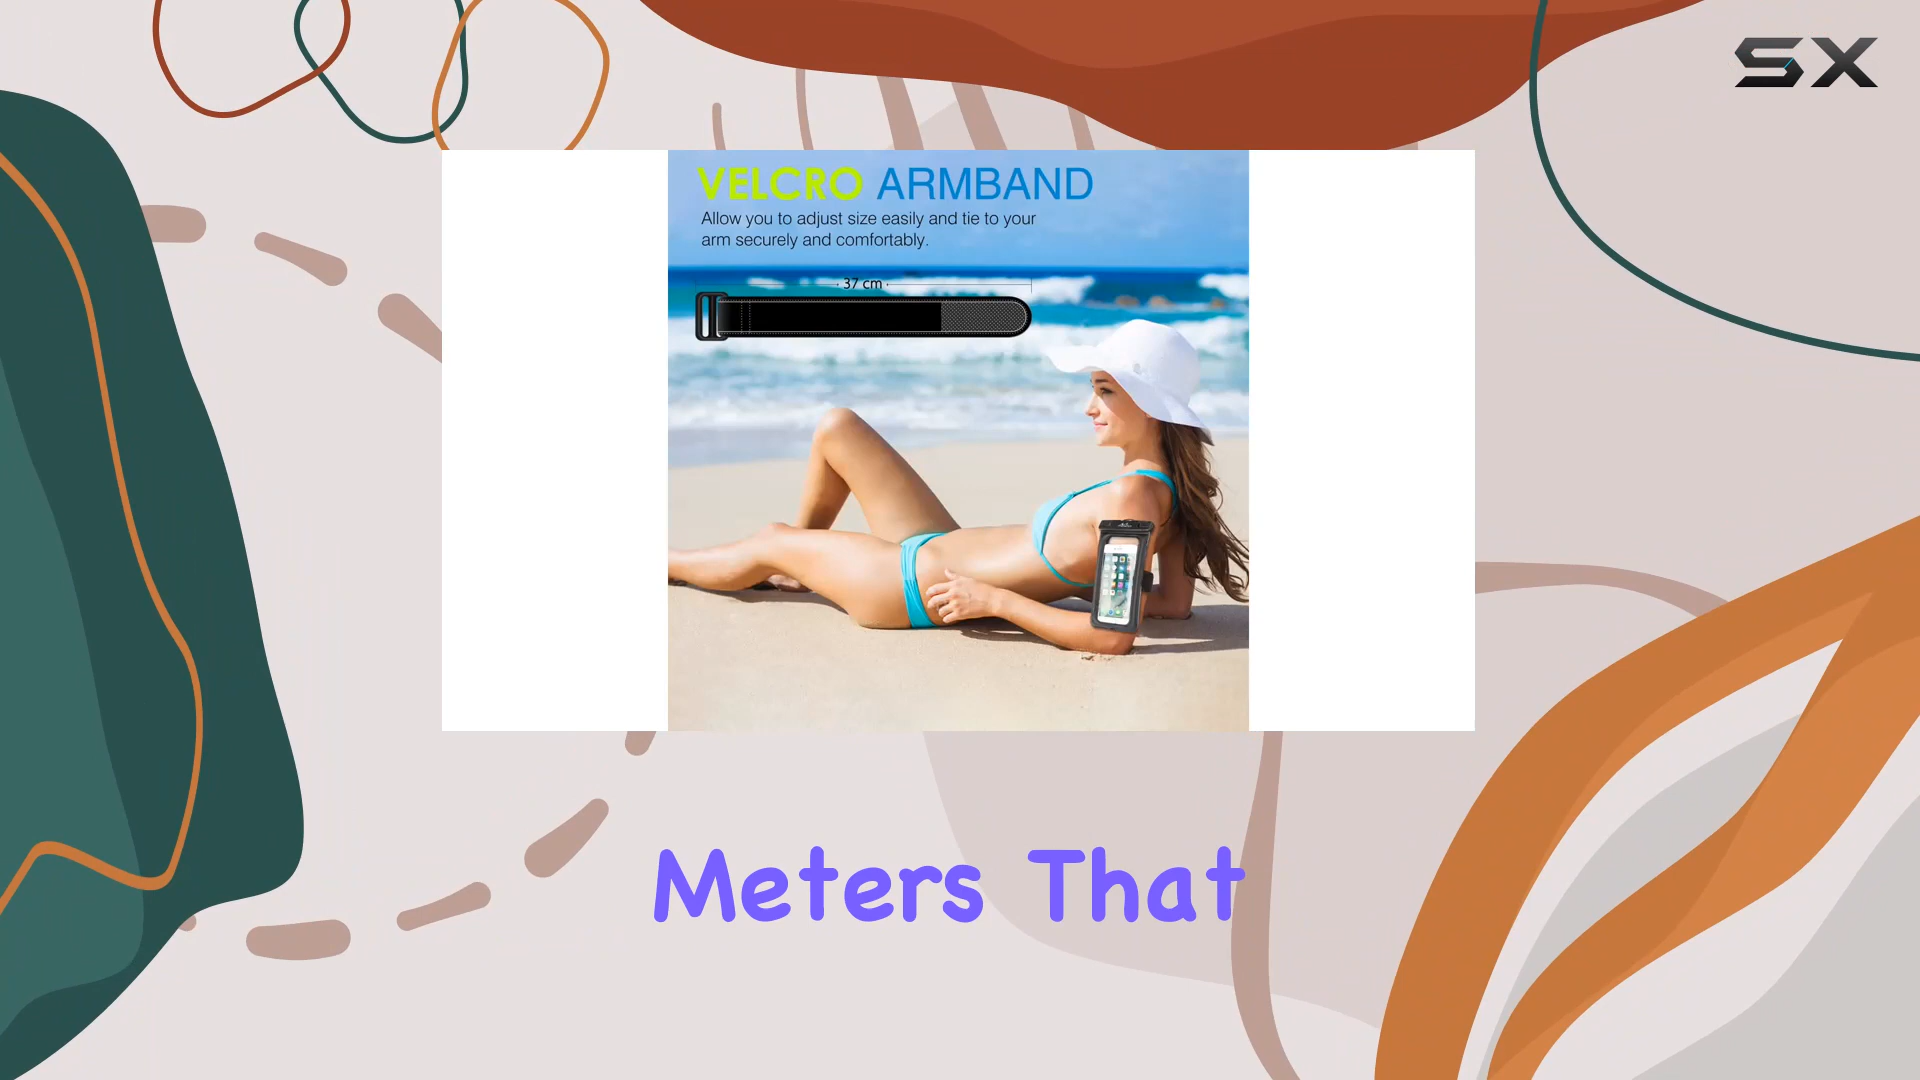 SX
VELCRO ARMBAND
Allow you to adjust size easily and tie to your
arm securely and comfortably.
37 cm
Meters That